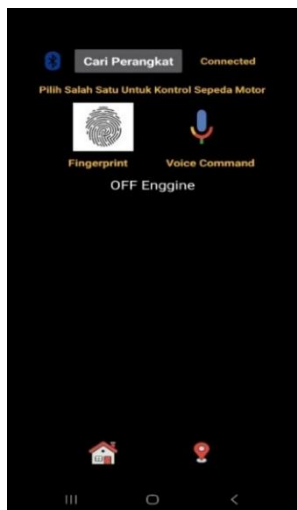 Cari Perangkat Connected
Pilih Salah Satu Untuk Kontrol Sepeda Motor
Fingerprint Voice Command
OFF Enggine